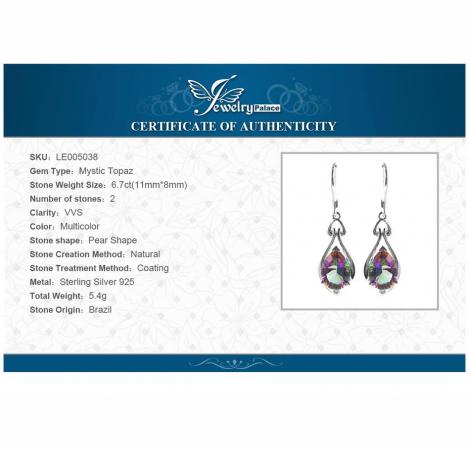 Jewelry Palace
CERTIFICATE OF AUTHENTICITY
SKU: LE005038
Gem Type: Mystic Topaz
Stone Weight Size: 6.7ct(11mm*8mm)
Number of stones: 2
Clarity: VVS
Color: Multicolor
Stone shape: Pear Shape
Stone Creation Method: Natural
Stone Treatment Method: Coating
Metal: Sterling Silver 925
Total Weight: 5.4g
Stone Origin: Brazil